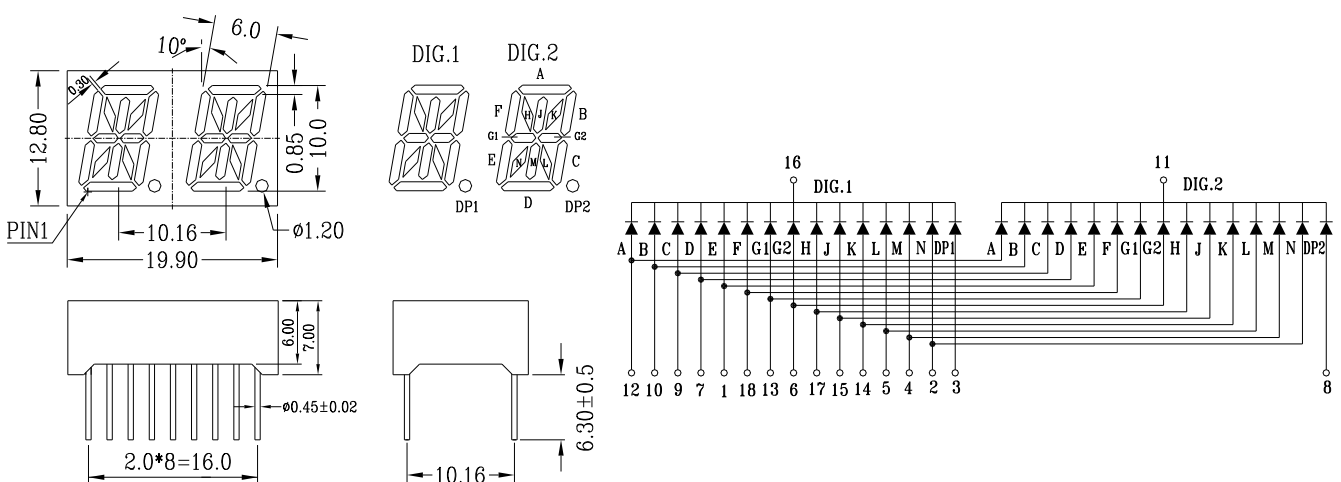 6.0
10°
0.30
12.80
0.85
10.0
PIN1
10.16
ø1.20
19.90
DIG.1
DIG.2
A
F
H
J
K
B
G1
G2
E
N
M
L
C
D
DP1
DP2
16
DIG.1
A B C D E F G1 G2 H J K L M N DP1
12 10 9 7 1 18 13 6 17 15 14 5 4 2 3
11
DIG.2
A B C D E F G1 G2 H J K L M N DP2
8
6.00
7.00
ø0.45±0.02
2.0*8=16.0
6.30±0.5
10.16